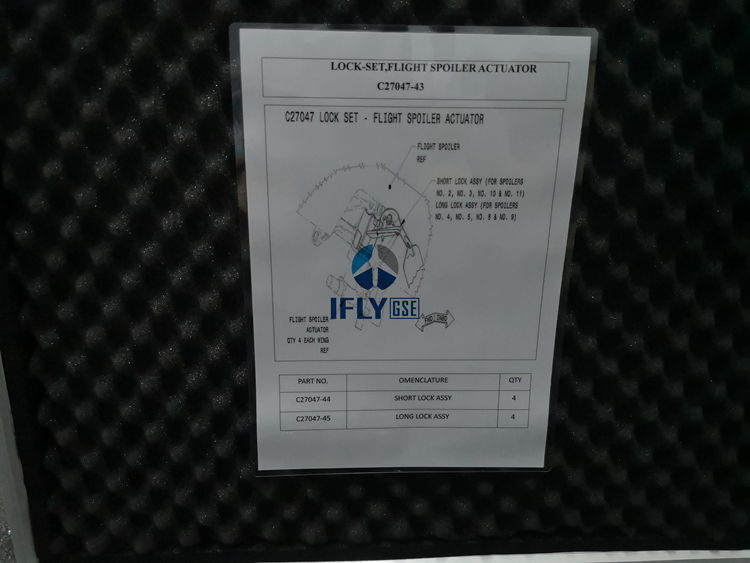 LOCK-SET,FLIGHT SPOILER ACTUATOR
C27047-43
C27047 LOCK SET - FLIGHT SPOILER ACTUATOR
FLIGHT SPOILER
REF
SHORT LOCK ASSY (FOR SPOILERS
NO. 2, NO. 3, NO. 10 & NO. 11)
LONG LOCK ASSY (FOR SPOILERS
NO. 4, NO. 5, NO. 8 & NO. 9)
IFLY GSE
FLIGHT SPOILER
ACTUATOR
QTY 4 EACH WING
REF
FWD INBD
PART NO. OMENCLATURE QTY
C27047-44 SHORT LOCK ASSY 4
C27047-45 LONG LOCK ASSY 4